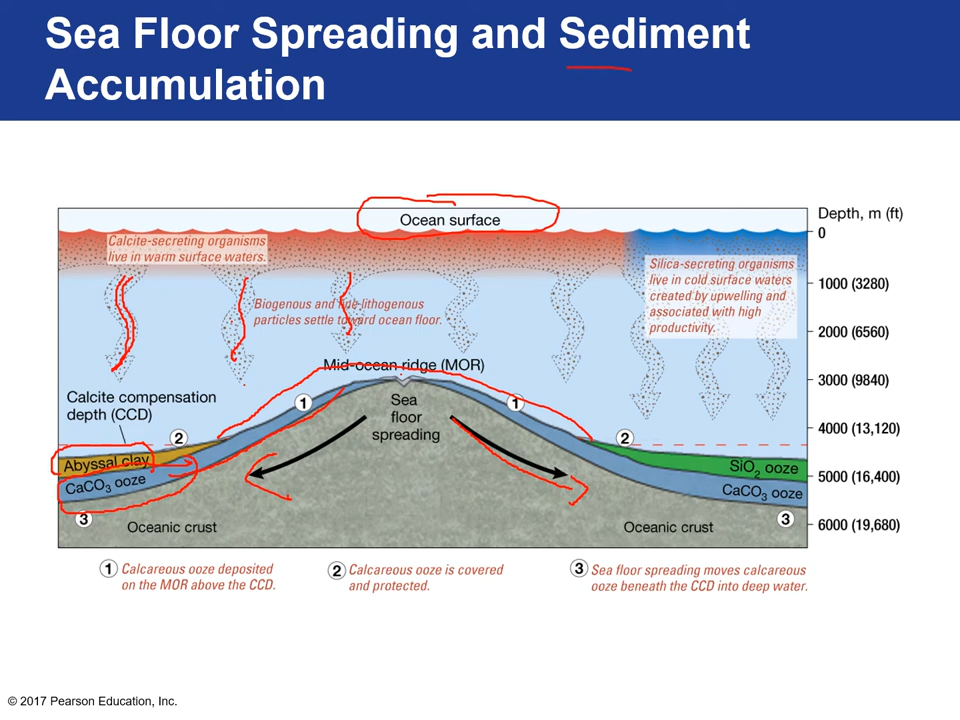 Sea Floor Spreading and Sediment
Accumulation
Ocean surface
Depth, m (ft)
0
Calcite-secreting organisms
live in warm surface waters.
Silica-secreting organisms
live in cold surface waters
created by upwelling and
associated with high
productivity.
1000 (3280)
Biogenous and fine-lithogenous
particles settle toward ocean floor.
2000 (6560)
Mid-ocean ridge (MOR)
3000 (9840)
Calcite compensation
depth (CCD)
1
Sea
floor
spreading
1
4000 (13,120)
2
2
Abyssal clay
SiO₂ ooze
5000 (16,400)
CaCO₃ ooze
CaCO₃ ooze
3
Oceanic crust
Oceanic crust
3
6000 (19,680)
1 Calcareous ooze deposited
on the MOR above the CCD.
2 Calcareous ooze is covered
and protected.
3 Sea floor spreading moves calcareous
ooze beneath the CCD into deep water.
© 2017 Pearson Education, Inc.